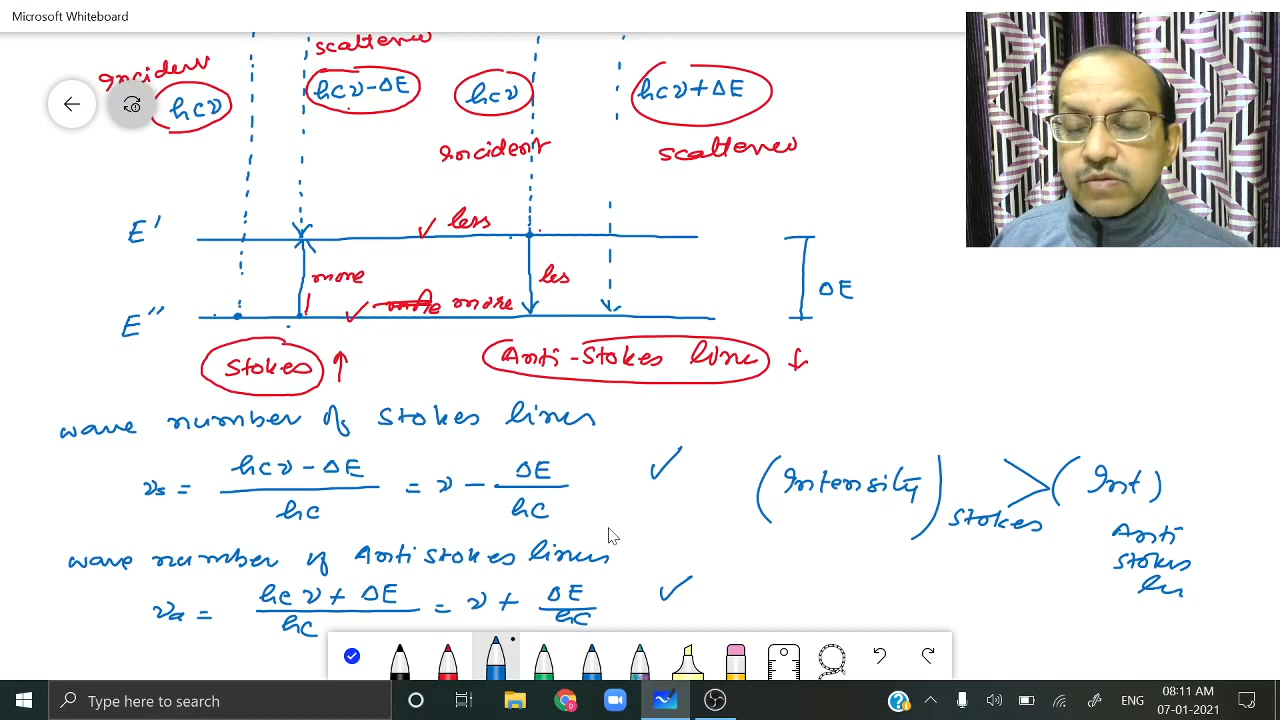 Microsoft Whiteboard
scattered
incident
hcν
hcν-ΔE
hcν
hcν+ΔE
incident
scattered
E'
less
more
les
more
E''
ΔE
Stokes ↑
Anti-Stokes line ↓
wave number of Stokes lines
νs = hcν-ΔE / hc = ν - ΔE / hc
(Intensity) Stokes > (Int) Anti Stokes
wave number of Anti stokes lines
νa = hcν + ΔE / hc = ν + ΔE / hc
Type here to search
ENG
08:11 AM
07-01-2021